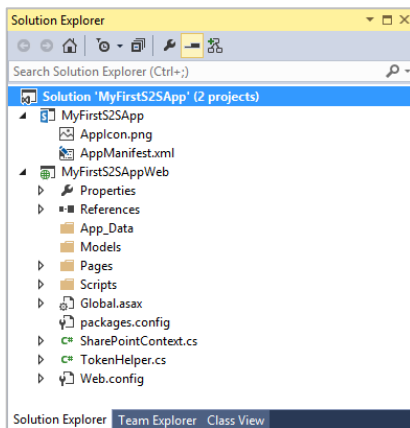 Solution Explorer
Search Solution Explorer (Ctrl+;)
Solution 'MyFirstS2SApp' (2 projects)
MyFirstS2SApp
AppIcon.png
AppManifest.xml
MyFirstS2SAppWeb
Properties
References
App_Data
Models
Pages
Scripts
Global.asax
packages.config
C# SharePointContext.cs
C# TokenHelper.cs
Web.config
Solution Explorer Team Explorer Class View